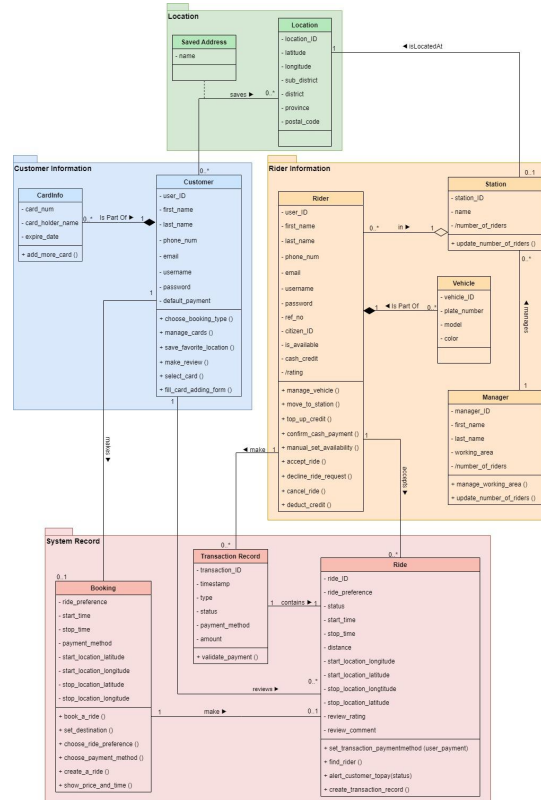 Location
Saved Address
- name
Location
- location_ID
- latitude
- longitude
- sub_district
- district
- province
- postal_code
1
◄ isLocatedAt
saves ►
0..*
0..*
0..1
Customer Information
CardInfo
- card_num
- card_holder_name
- expire_date
+ add_more_card ()
0..*
Is Part Of ►
1
Customer
- user_ID
- first_name
- last_name
- phone_num
- email
- username
- password
- default_payment
+ choose_booking_type ()
+ manage_cards ()
+ save_favorite_location ()
+ make_review ()
+ select_card ()
+ fill_card_adding_form ()
1
1
makes ►
Rider Information
Rider
- user_ID
- first_name
- last_name
- phone_num
- email
- username
- password
- ref_no
- citizen_ID
- is_available
- cash_credit
- /rating
+ manage_vehicle ()
+ move_to_station ()
+ top_up_credit ()
+ confirm_cash_payment ()
+ manual_set_availability ()
+ accept_ride ()
+ decline_ride_request ()
+ cancel_ride ()
+ deduct_credit ()
0..*
in ►
1
Station
- station_ID
- name
- /number_of_riders ()
+ update_number_of_riders ()
0..*
1
◄ Is Part Of
0..*
Vehicle
- vehicle_ID
- plate_number
- model
- color
◄ manages
1
Manager
- manager_ID
- first_name
- last_name
- working_area
- /number_of_riders
+ manage_working_area ()
+ update_number_of_riders ()
◄ make
1
1
accepts ►
System Record
0..1
Booking
- ride_preference
- start_time
- stop_time
- payment_method
- start_location_latitude
- start_location_longitude
- stop_location_latitude
- stop_location_longitude
+ book_a_ride ()
+ set_destination ()
+ choose_ride_preference ()
+ choose_payment_method ()
+ create_a_ride ()
+ show_price_and_time ()
0..*
Transaction Record
- transaction_ID
- timestamp
- type
- status
- payment_method
- amount
+ validate_payment ()
1
contains ►
1
0..*
Ride
- ride_ID
- ride_preference
- status
- start_time
- stop_time
- distance
- start_location_longitude
- start_location_latitude
- stop_location_longtitude
- stop_location_latitude
- review_rating
- review_comment
+ set_transaction_paymentmethod (user_payment)
+ find_rider ()
+ alert_customer_topay(status)
+ create_transaction_record ()
reviews ►
0..*
1
make ►
0..1